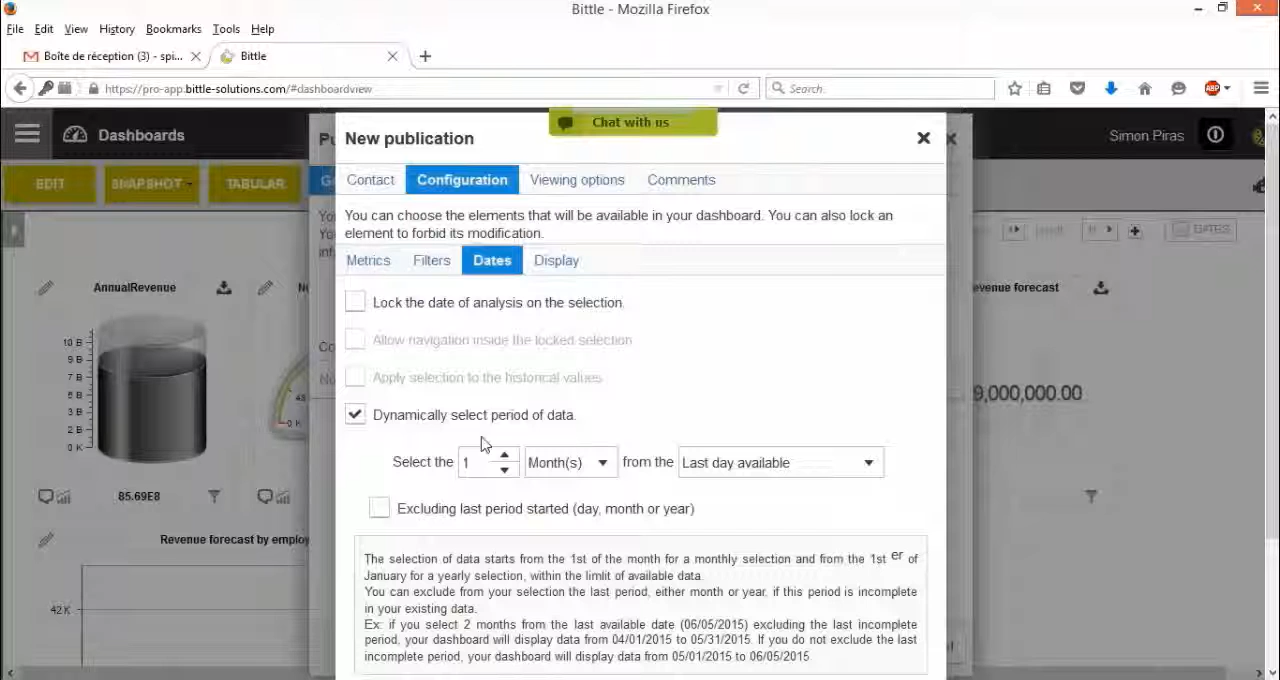 Bittle - Mozilla Firefox
File Edit View History Bookmarks Tools Help
Boîte de réception (3) - spi... Bittle
https://pro-app.bittle-solutions.com/#dashboardview Search
Chat with us
Dashboards New publication Simon Piras
EDIT SNAPSHOT TABULAR
Contact Configuration Viewing options Comments
You can choose the elements that will be available in your dashboard. You can also lock an
element to forbid its modification.
DATES
Metrics Filters Dates Display
AnnualRevenue evenue forecast
Lock the date of analysis on the selection.
Allow navigation inside the locked selection
Apply selection to the historical values
10 B
9 B
7 B
6 B
5 B
3 B
2 B
0 K
9,000,000.00
Dynamically select period of data.
Select the 1 Month(s) from the Last day available
85.69E8
Excluding last period started (day, month or year)
Revenue forecast by employ
42 K
The selection of data starts from the 1st of the month for a monthly selection and from the 1st er of
January for a yearly selection, within the limlit of available data.
You can exclude from your selection the last period, either month or year, if this period is incomplete
in your existing data.
Ex: if you select 2 months from the last available date (06/05/2015) excluding the last incomplete
period, your dashboard will display data from 04/01/2015 to 05/31/2015. If you do not exclude the last
incomplete period, your dashboard will display data from 05/01/2015 to 06/05/2015